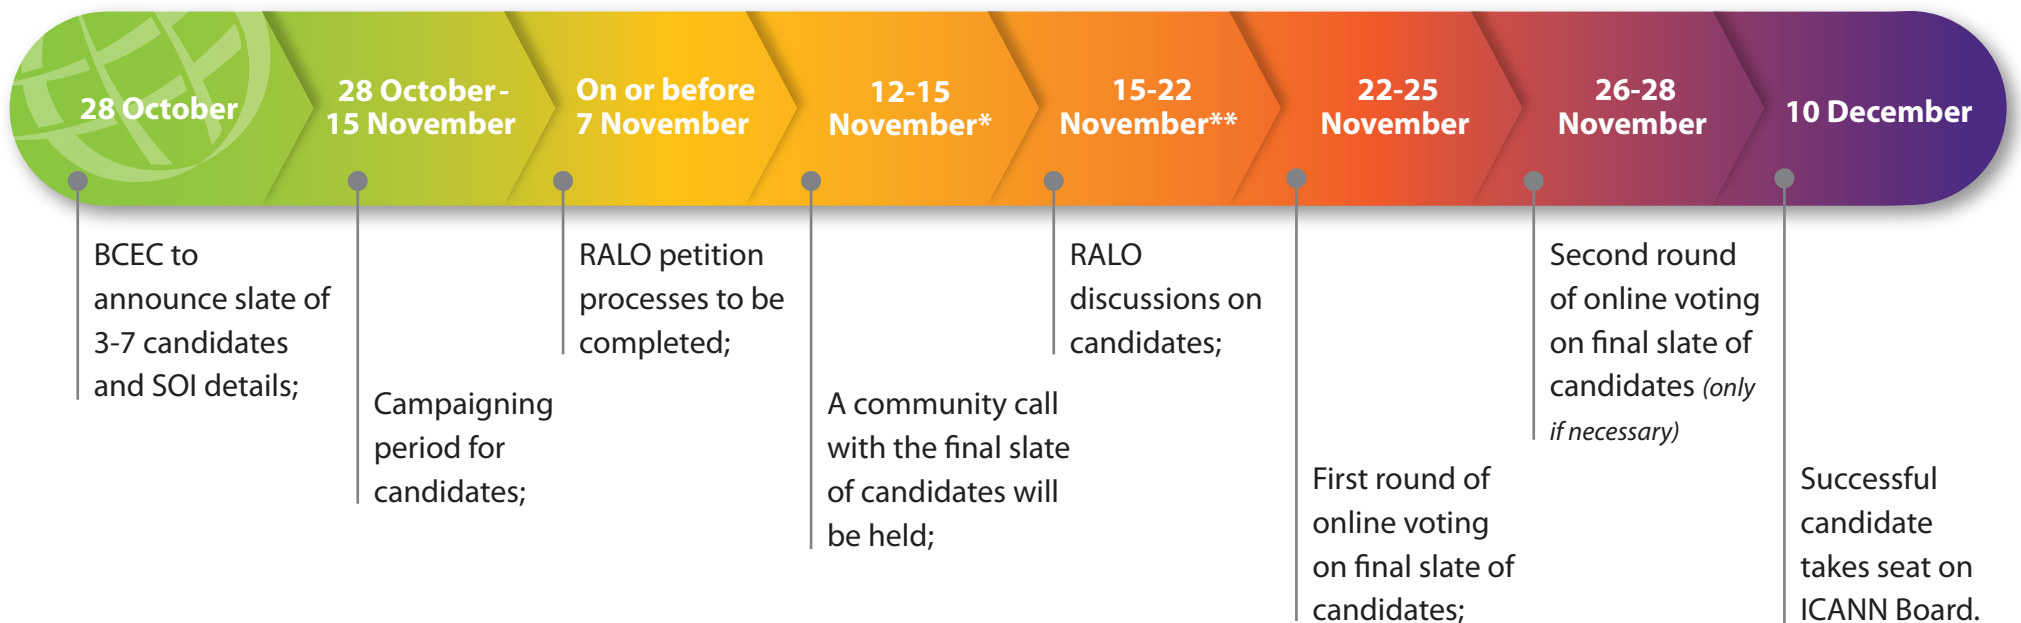 28 October
28 October -
15 November
On or before
7 November
12-15
November*
15-22
November**
22-25
November
26-28
November
10 December
BCEC to
announce slate of
3-7 candidates
and SOI details;
Campaigning
period for
candidates;
RALO petition
processes to be
completed;
A community call
with the final slate
of candidates will
be held;
RALO
discussions on
candidates;
First round of
online voting
on final slate of
candidates;
Second round
of online voting
on final slate of
candidates (only
if necessary)
Successful
candidate
takes seat on
ICANN Board.